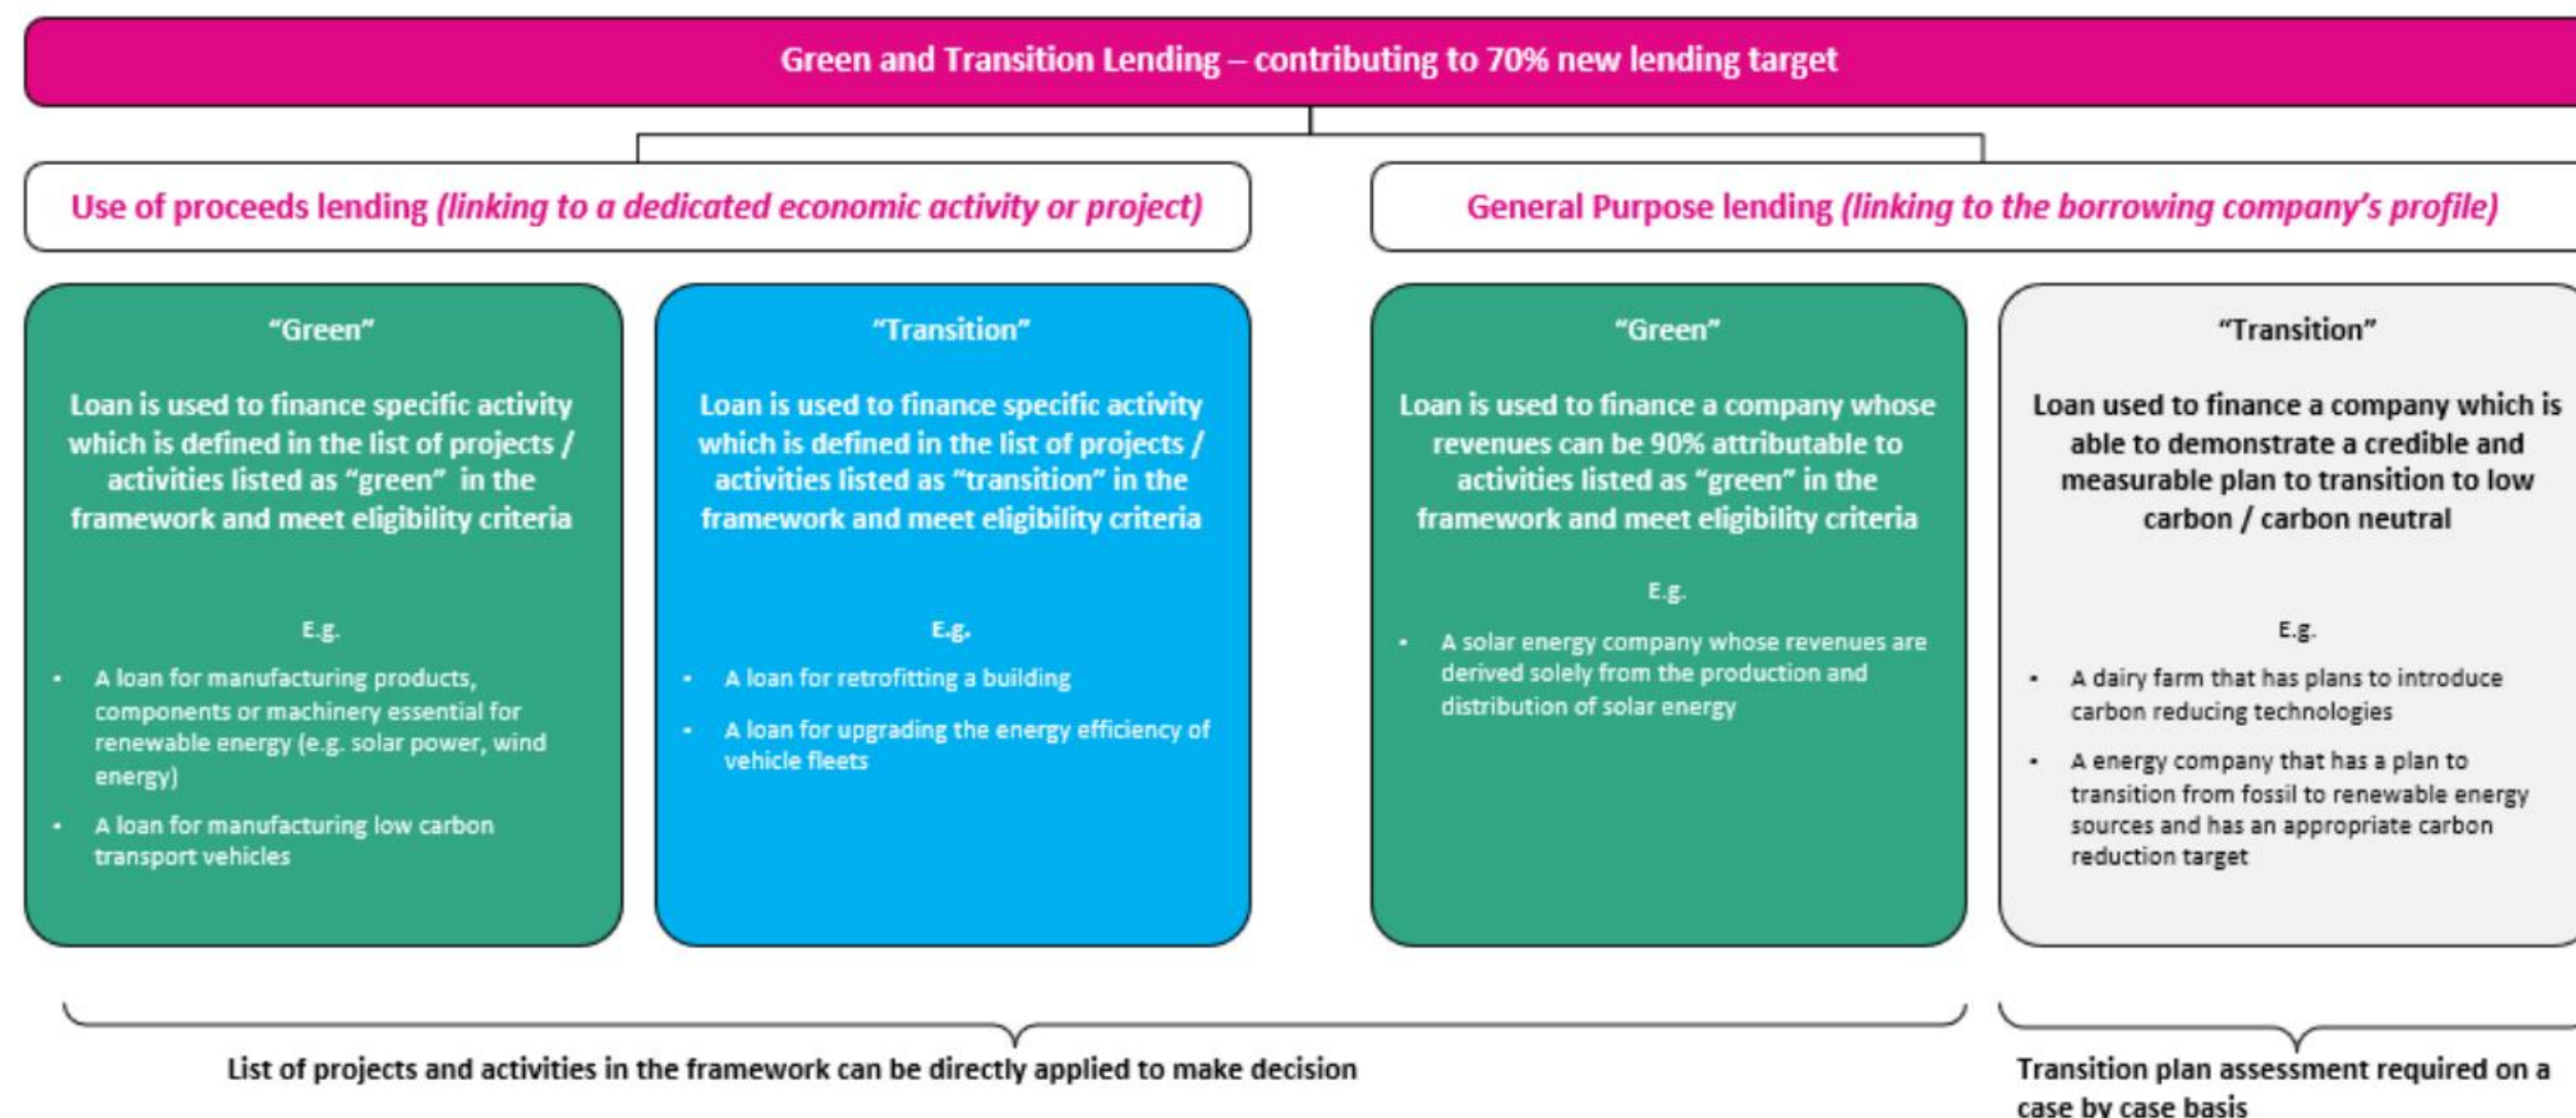 Green and Transition Lending – contributing to 70% new lending target
Use of proceeds lending (linking to a dedicated economic activity or project)
General Purpose lending (linking to the borrowing company's profile)
“Green”
Loan is used to finance specific activity
which is defined in the list of projects /
activities listed as “green” in the
framework and meet eligibility criteria
E.g.
• A loan for manufacturing products,
components or machinery essential for
renewable energy (e.g. solar power, wind
energy)
• A loan for manufacturing low carbon
transport vehicles
“Transition”
Loan is used to finance specific activity
which is defined in the list of projects /
activities listed as “transition” in the
framework and meet eligibility criteria
E.g.
• A loan for retrofitting a building
• A loan for upgrading the energy efficiency of
vehicle fleets
“Green”
Loan is used to finance a company whose
revenues can be 90% attributable to
activities listed as “green” in the
framework and meet eligibility criteria
E.g.
• A solar energy company whose revenues are
derived solely from the production and
distribution of solar energy
“Transition”
Loan used to finance a company which is
able to demonstrate a credible and
measurable plan to transition to low
carbon / carbon neutral
E.g.
• A dairy farm that has plans to introduce
carbon reducing technologies
• A energy company that has a plan to
transition from fossil to renewable energy
sources and has an appropriate carbon
reduction target
List of projects and activities in the framework can be directly applied to make decision
Transition plan assessment required on a
case by case basis